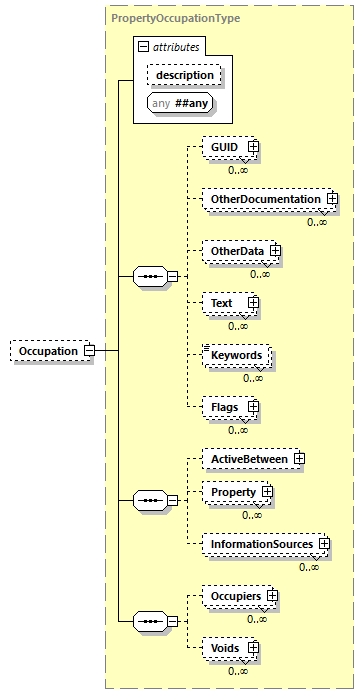 PropertyOccupationType
attributes
description
any ##any
GUID
0..∞
OtherDocumentation
0..∞
OtherData
0..∞
Text
0..∞
Keywords
0..∞
Flags
0..∞
Occupation
ActiveBetween
Property
0..∞
InformationSources
0..∞
Occupiers
0..∞
Voids
0..∞